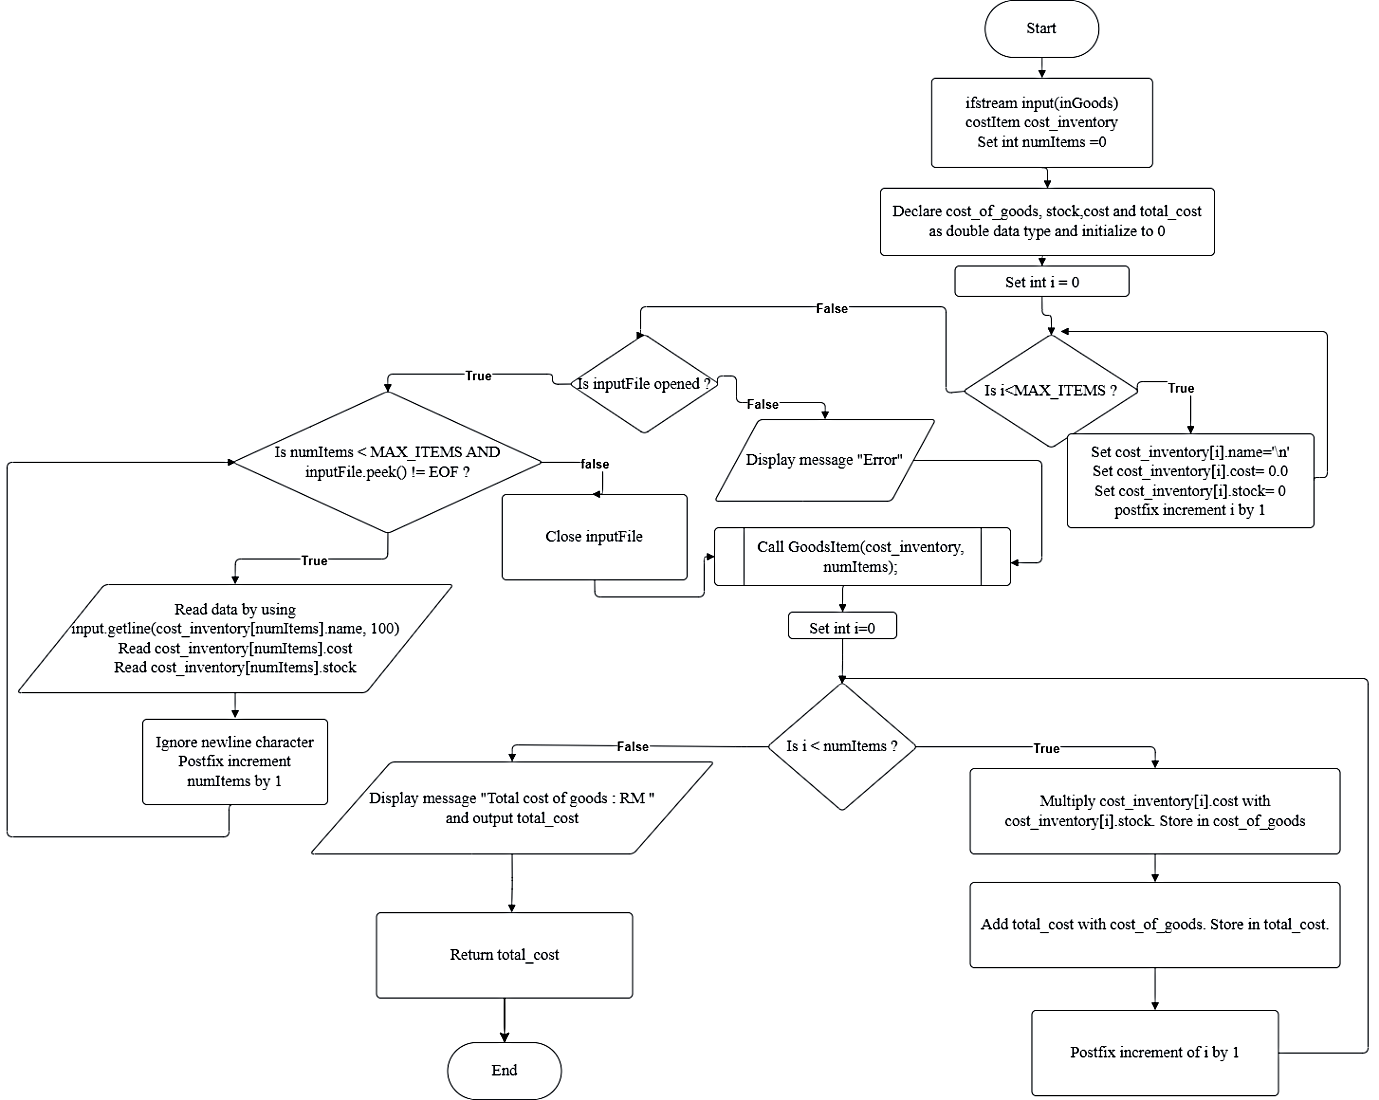 Start
ifstream input(inGoods)
costItem cost_inventory
Set int numItems =0
Declare cost_of_goods, stock,cost and total_cost
as double data type and initialize to 0
Set int i = 0
False
Is i<MAX_ITEMS ?
True
Set cost_inventory[i].name='\n'
Set cost_inventory[i].cost= 0.0
Set cost_inventory[i].stock= 0
postfix increment i by 1
Is inputFile opened ?
True
False
Display message "Error"
Is numItems < MAX_ITEMS AND
inputFile.peek() != EOF ?
false
Close inputFile
True
Read data by using
input.getline(cost_inventory[numItems].name, 100)
Read cost_inventory[numItems].cost
Read cost_inventory[numItems].stock
Ignore newline character
Postfix increment
numItems by 1
Call GoodsItem(cost_inventory,
numItems);
Set int i=0
Is i < numItems ?
False
True
Display message "Total cost of goods : RM "
and output total_cost
Return total_cost
End
Multiply cost_inventory[i].cost with
cost_inventory[i].stock. Store in cost_of_goods
Add total_cost with cost_of_goods. Store in total_cost.
Postfix increment of i by 1